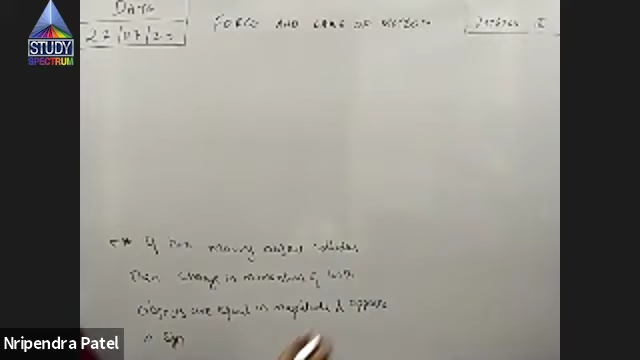 STUDY
SPECTRUM
DATE
27/07/2
FORCE AND LAWS OF MOTION
** If two moving object collides
then change in momentum of both
objects are equal in magnitude & opposite
in sign
Nripendra Patel